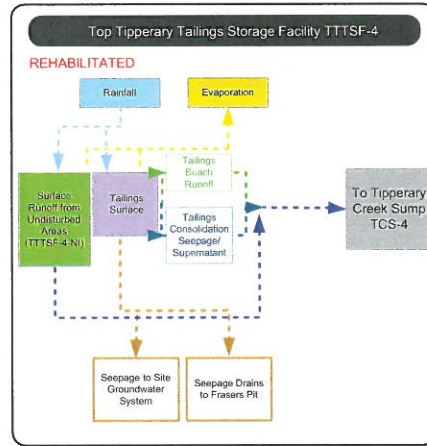 Top Tipperary Tailings Storage Facility TTTSF-4
REHABILITATED
Rainfall
Evaporation
Surface
Runoff from
Undisturbed
Areas
(TTTSF-4-NI)
Tailings
Surface
Tailings
Beach
Runoff
Tailings
Consolidation
Seepage/
Supernatant
To Tipperary
Creek Sump
TCS-4
Seepage to Site
Groundwater
System
Seepage Drains
to Frasers Pit